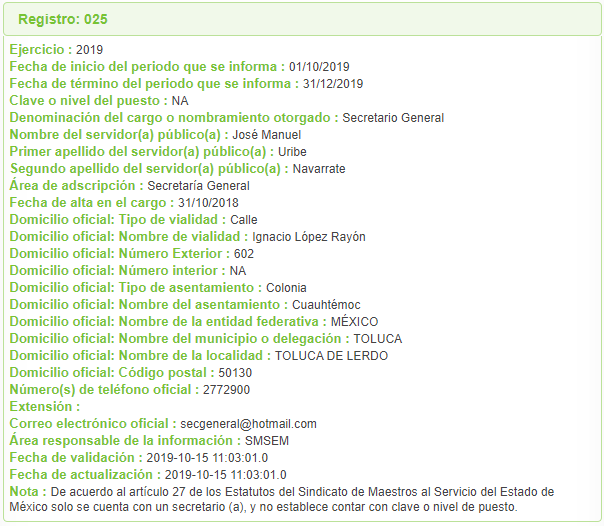 Registro: 025
Ejercicio : 2019
Fecha de inicio del periodo que se informa : 01/10/2019
Fecha de término del periodo que se informa : 31/12/2019
Clave o nivel del puesto : NA
Denominación del cargo o nombramiento otorgado : Secretario General
Nombre del servidor(a) público(a) : José Manuel
Primer apellido del servidor(a) público(a) : Uribe
Segundo apellido del servidor(a) público(a) : Navarrate
Área de adscripción : Secretaría General
Fecha de alta en el cargo : 31/10/2018
Domicilio oficial: Tipo de vialidad : Calle
Domicilio oficial: Nombre de vialidad : Ignacio López Rayón
Domicilio oficial: Número Exterior : 602
Domicilio oficial: Número interior : NA
Domicilio oficial: Tipo de asentamiento : Colonia
Domicilio oficial: Nombre del asentamiento : Cuauhtémoc
Domicilio oficial: Nombre de la entidad federativa : MÉXICO
Domicilio oficial: Nombre del municipio o delegación : TOLUCA
Domicilio oficial: Nombre de la localidad : TOLUCA DE LERDO
Domicilio oficial: Código postal : 50130
Número(s) de teléfono oficial : 2772900
Extensión :
Correo electrónico oficial : secgeneral@hotmail.com
Área responsable de la información : SMSEM
Fecha de validación : 2019-10-15 11:03:01.0
Fecha de actualización : 2019-10-15 11:03:01.0
Nota : De acuerdo al artículo 27 de los Estatutos del Sindicato de Maestros al Servicio del Estado de
México solo se cuenta con un secretario (a), y no establece contar con clave o nivel de puesto.